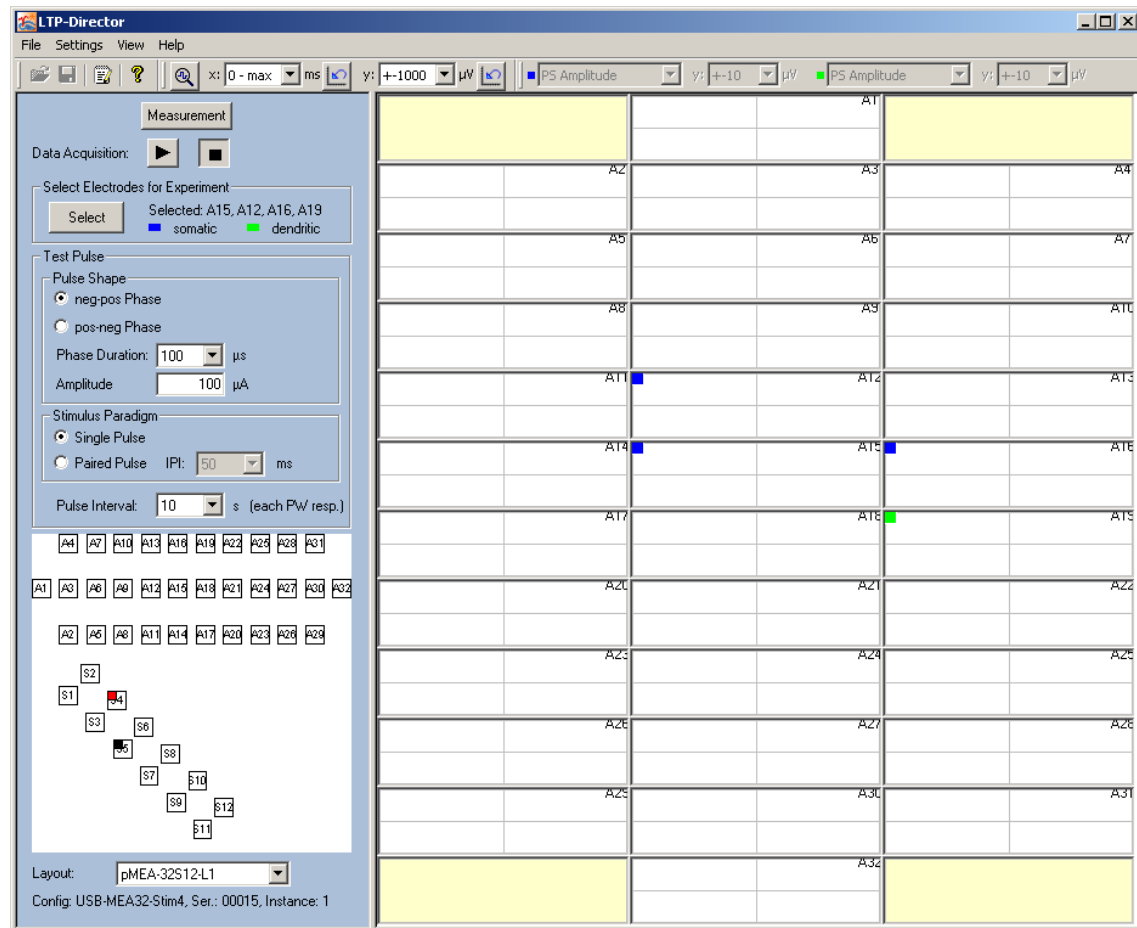 LTP-Director
File Settings View Help
x: 0 - max ms y: +-1000 µV PS Amplitude y: +-10 µV PS Amplitude y: +-10 µV
Measurement
Data Acquisition:
Select Electrodes for Experiment
Select Selected: A15, A12, A16, A19
somatic dendritic
Test Pulse
Pulse Shape
neg-pos Phase
pos-neg Phase
Phase Duration: 100 µs
Amplitude 100 µA
Stimulus Paradigm
Single Pulse
Paired Pulse IPI: 50 ms
Pulse Interval: 10 s (each PW resp.)
A4 A7 A10 A13 A16 A19 A22 A25 A28 A31
A1 A3 A6 A9 A12 A15 A18 A21 A24 A27 A30 A32
A2 A5 A8 A11 A14 A17 A20 A23 A26 A29
S2
S1 S4
S3 S6
S5 S8
S7 S10
S9 S12
S11
Layout: pMEA-32S12-L1
Config: USB-MEA32-Stim4, Ser.: 00015, Instance: 1
A1
A2 A3 A4
A5 A6 A7
A8 A9 A10
A11 A12 A13
A14 A15 A16
A17 A18 A19
A20 A21 A22
A23 A24 A25
A26 A27 A28
A29 A30 A31
A32